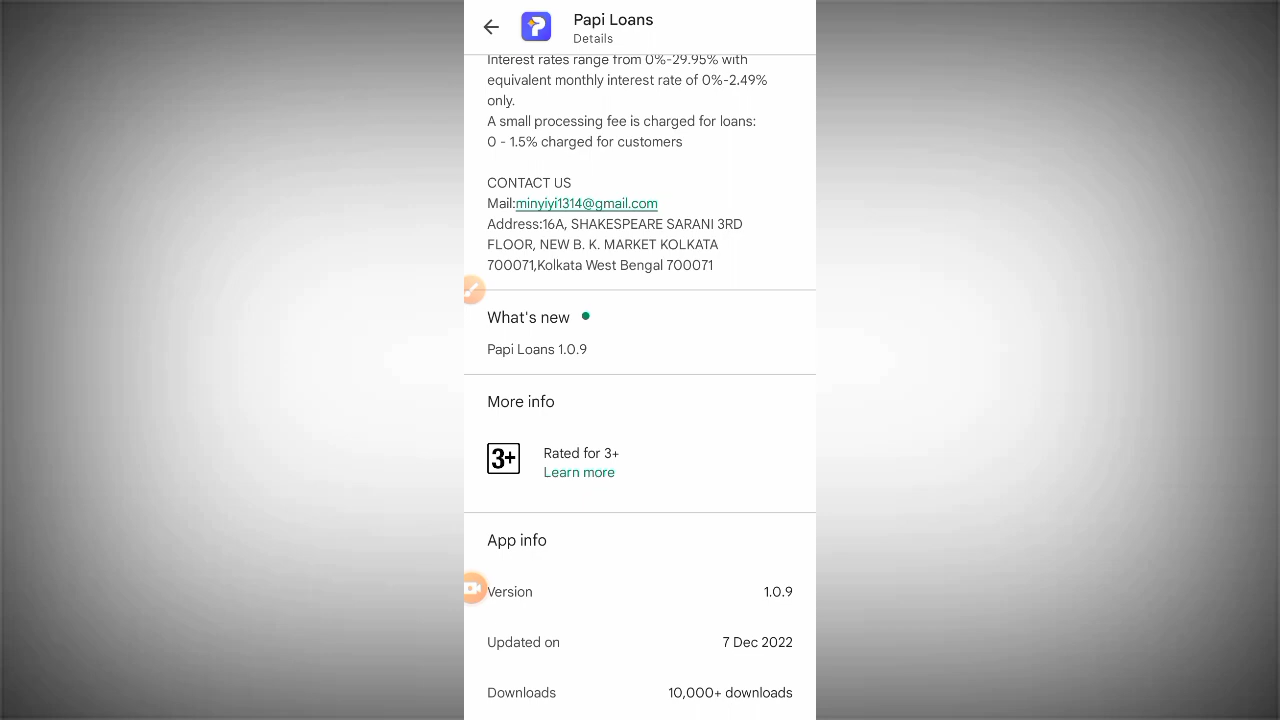 Papi Loans
Details
Interest rates range from 0%-29.95% with
equivalent monthly interest rate of 0%-2.49%
only.
A small processing fee is charged for loans:
0 - 1.5% charged for customers
CONTACT US
Mail:minyiyi1314@gmail.com
Address:16A, SHAKESPEARE SARANI 3RD
FLOOR, NEW B. K. MARKET KOLKATA
700071,Kolkata West Bengal 700071
What's new
Papi Loans 1.0.9
More info
3+
Rated for 3+
Learn more
App info
Version 1.0.9
Updated on 7 Dec 2022
Downloads 10,000+ downloads